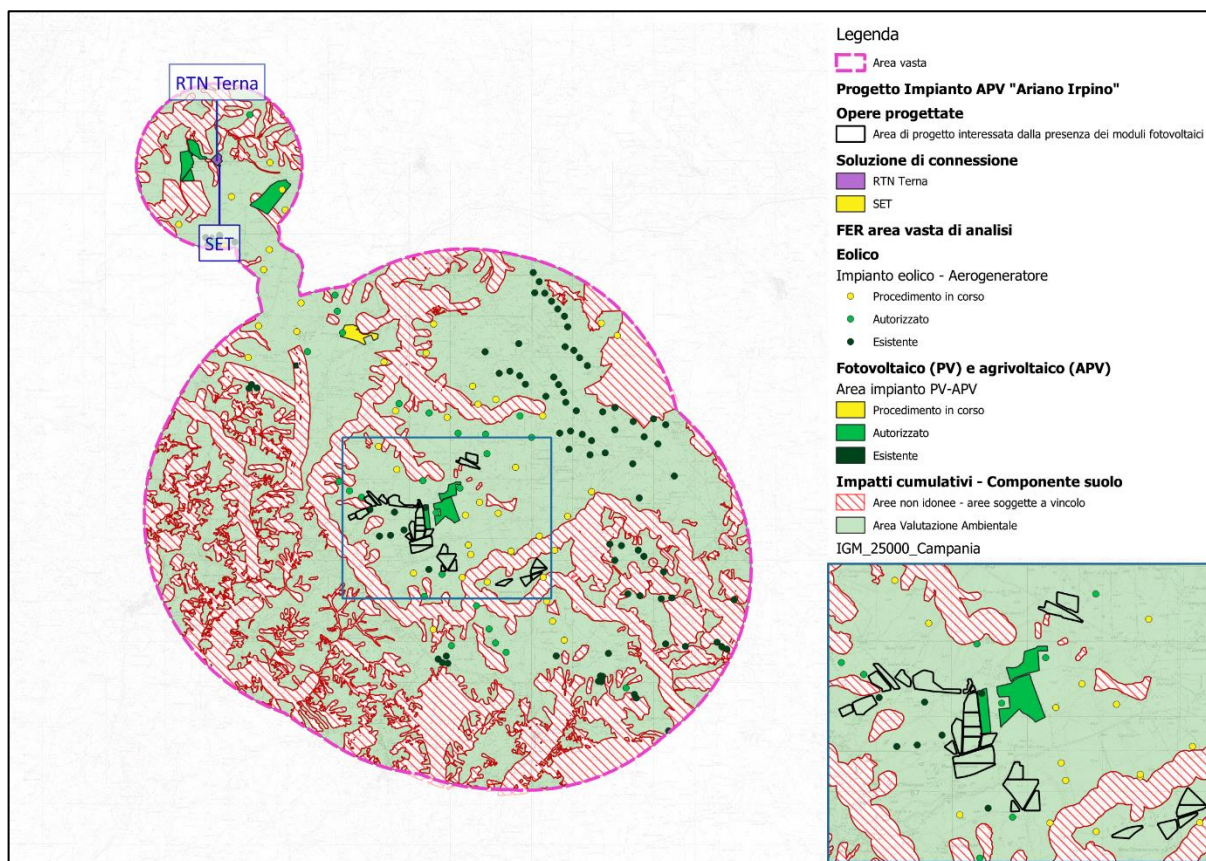 RTN Terna
SET
Legenda
Area vasta
Progetto Impianto APV "Ariano Irpino"
Opere progettate
Area di progetto interessata dalla presenza dei moduli fotovoltaici
Soluzione di connessione
RTN Terna
SET
FER area vasta di analisi
Eolico
Impianto eolico - Aerogeneratore
Procedimento in corso
Autorizzato
Esistente
Fotovoltaico (PV) e agrivoltaico (APV)
Area impianto PV-APV
Procedimento in corso
Autorizzato
Esistente
Impatti cumulativi - Componente suolo
Aree non idonee - aree soggette a vincolo
Area Valutazione Ambientale
IGM_25000_Campania